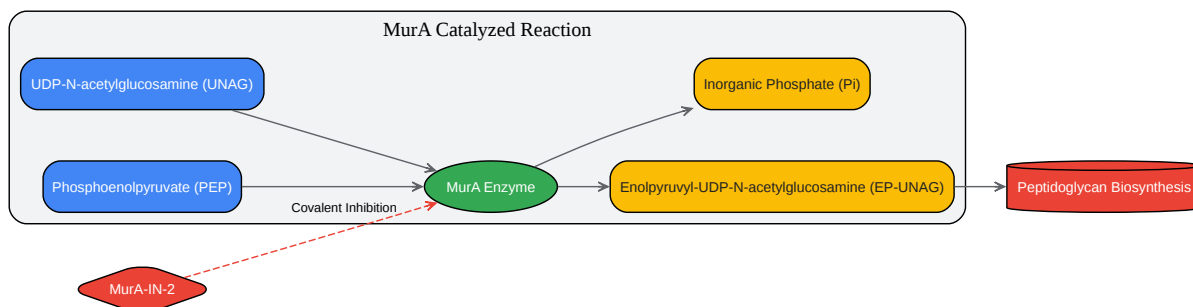 MurA Catalyzed Reaction
UDP-N-acetylglucosamine (UNAG)
Inorganic Phosphate (Pi)
Phosphoenolpyruvate (PEP)
MurA Enzyme
Enolpyruvyl-UDP-N-acetylglucosamine (EP-UNAG)
Peptidoglycan Biosynthesis
Covalent Inhibition
MurA-IN-2